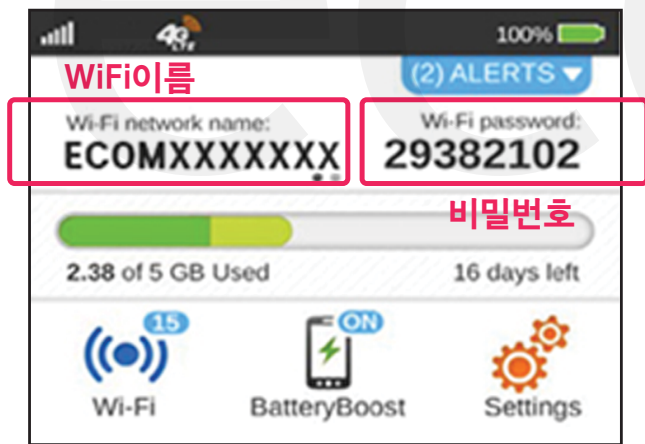 4G LTE 100%
WiFi이름 (2) ALERTS
Wi-Fi network name: Wi-Fi password:
ECOMXXXXXXX 29382102
비밀번호
2.38 of 5 GB Used 16 days left
15 ON
Wi-Fi BatteryBoost Settings